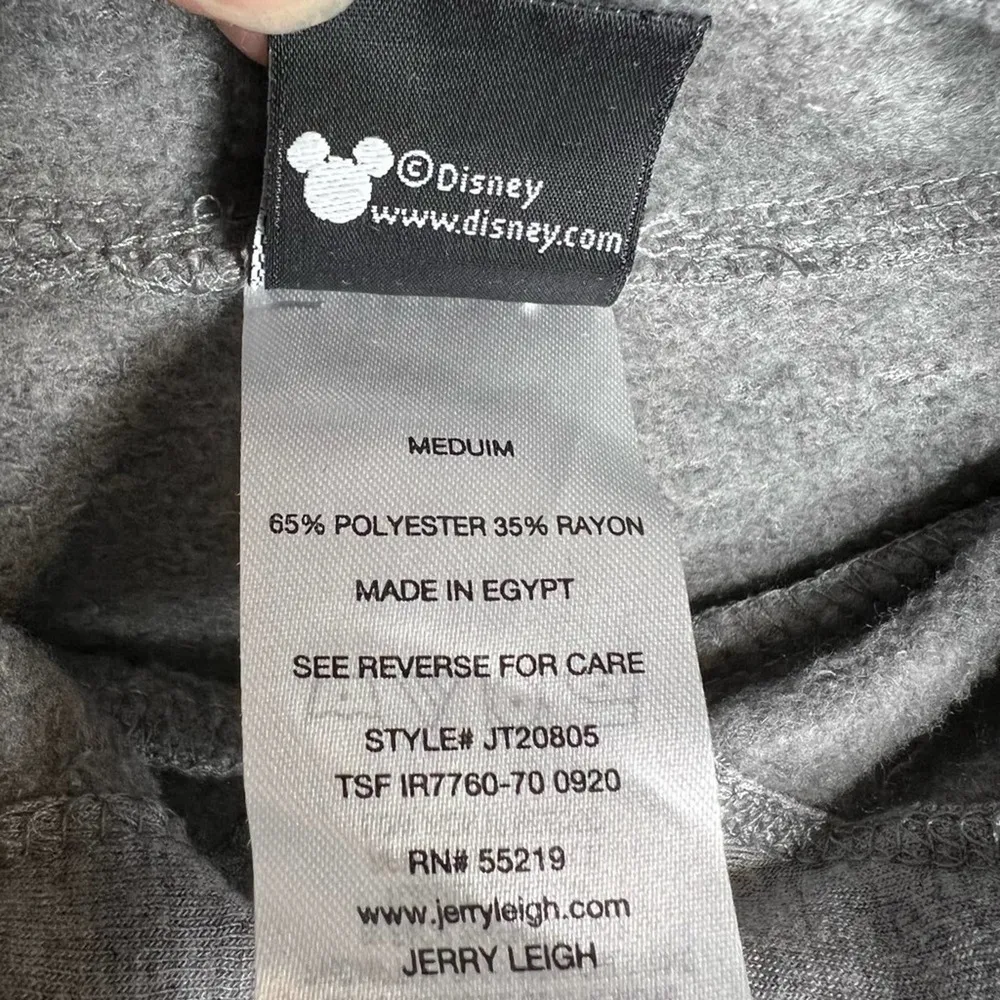 ©Disney
www.disney.com
MEDUIM
65% POLYESTER 35% RAYON
MADE IN EGYPT
SEE REVERSE FOR CARE
STYLE# JT20805
TSF IR7760-70 0920
RN# 55219
www.jerryleigh.com
JERRY LEIGH